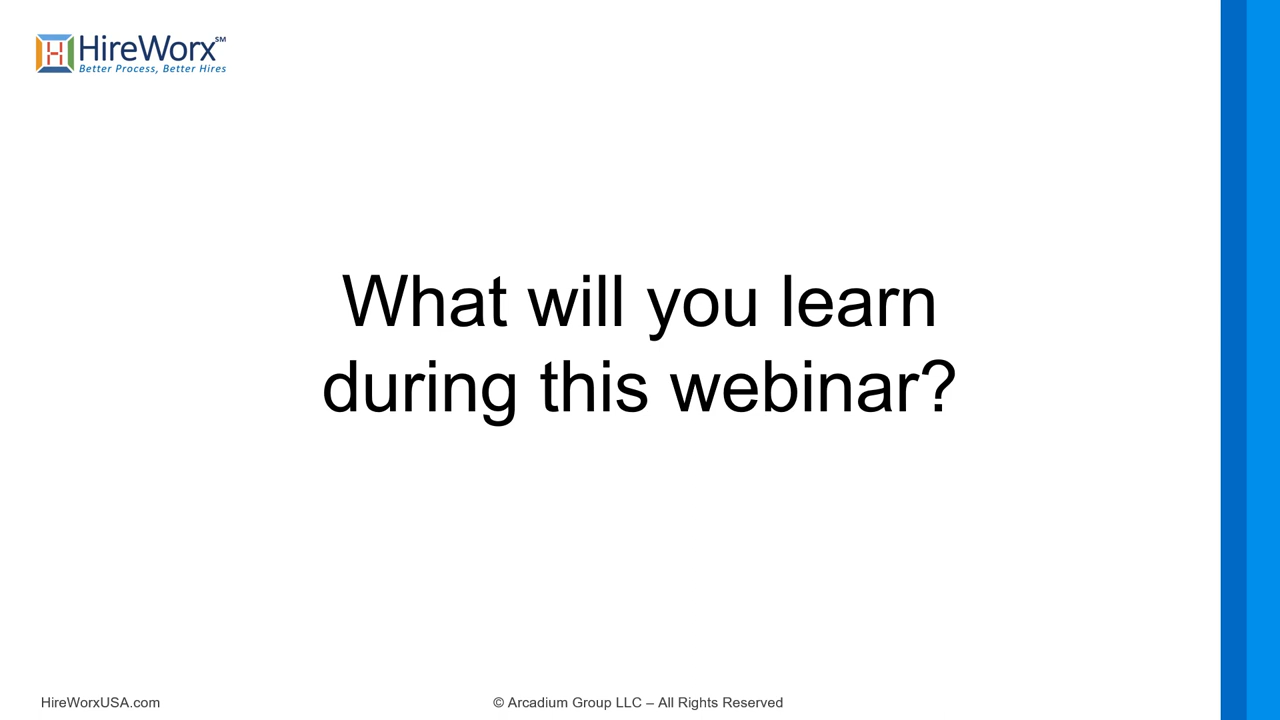 HireWorx℠
Better Process, Better Hires
What will you learn
during this webinar?
HireWorxUSA.com
© Arcadium Group LLC – All Rights Reserved